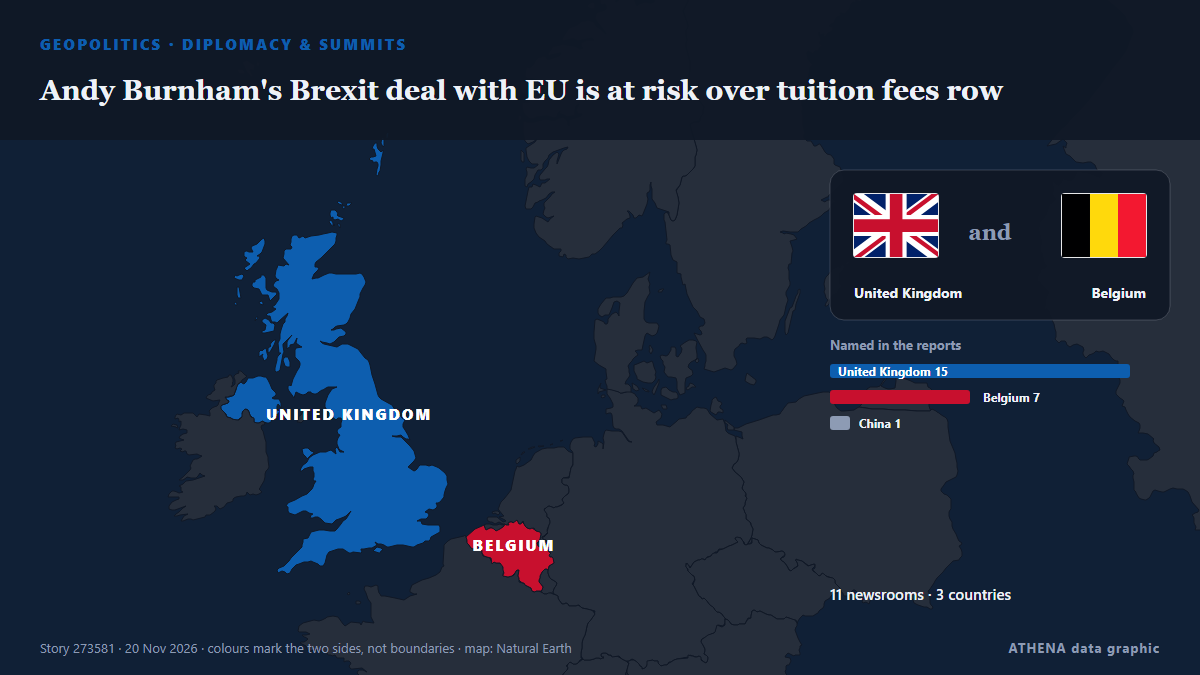 GEOPOLITICS · DIPLOMACY & SUMMITS
Andy Burnham's Brexit deal with EU is at risk over tuition fees row
and
United Kingdom
Belgium
Named in the reports
United Kingdom 15
Belgium 7
China 1
UNITED KINGDOM
BELGIUM
11 newsrooms · 3 countries
Story 273581 · 20 Nov 2026 · colours mark the two sides, not boundaries · map: Natural Earth
ATHENA data graphic